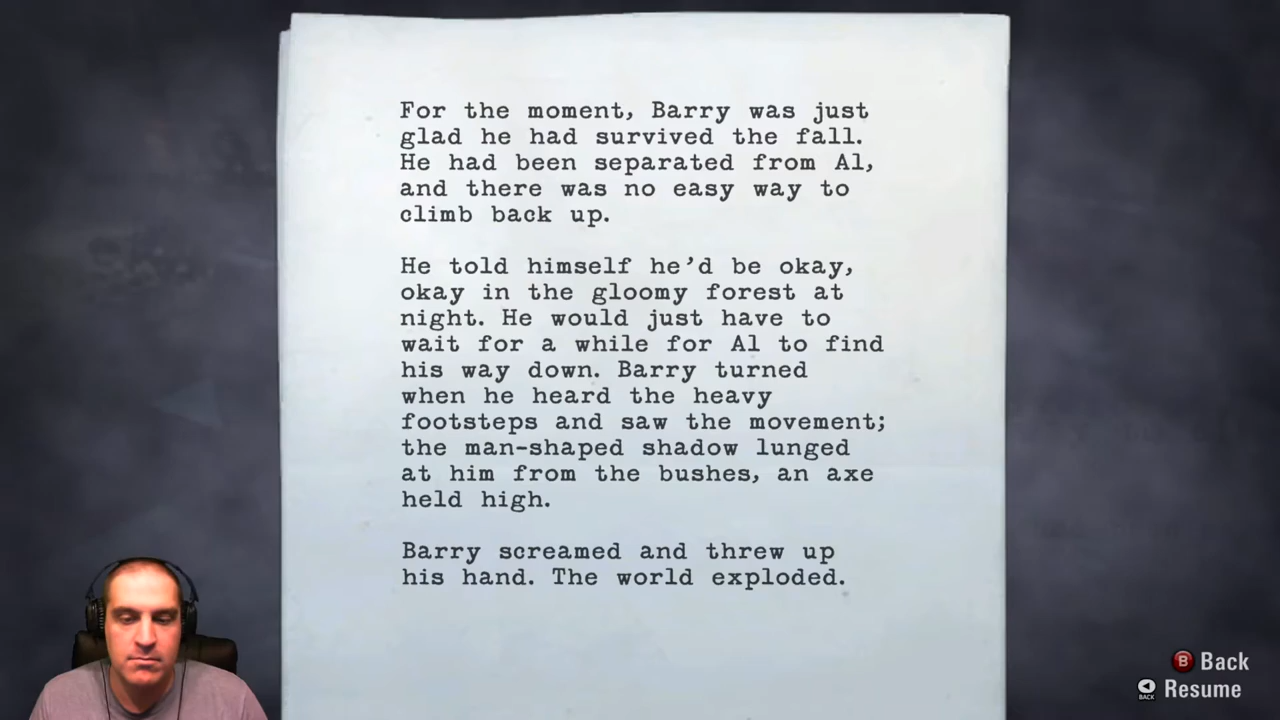 For the moment, Barry was just
glad he had survived the fall.
He had been separated from Al,
and there was no easy way to
climb back up.
He told himself he'd be okay,
okay in the gloomy forest at
night. He would just have to
wait for a while for Al to find
his way down. Barry turned
when he heard the heavy
footsteps and saw the movement;
the man-shaped shadow lunged
at him from the bushes, an axe
held high.
Barry screamed and threw up
his hand. The world exploded.
B Back
BACK Resume